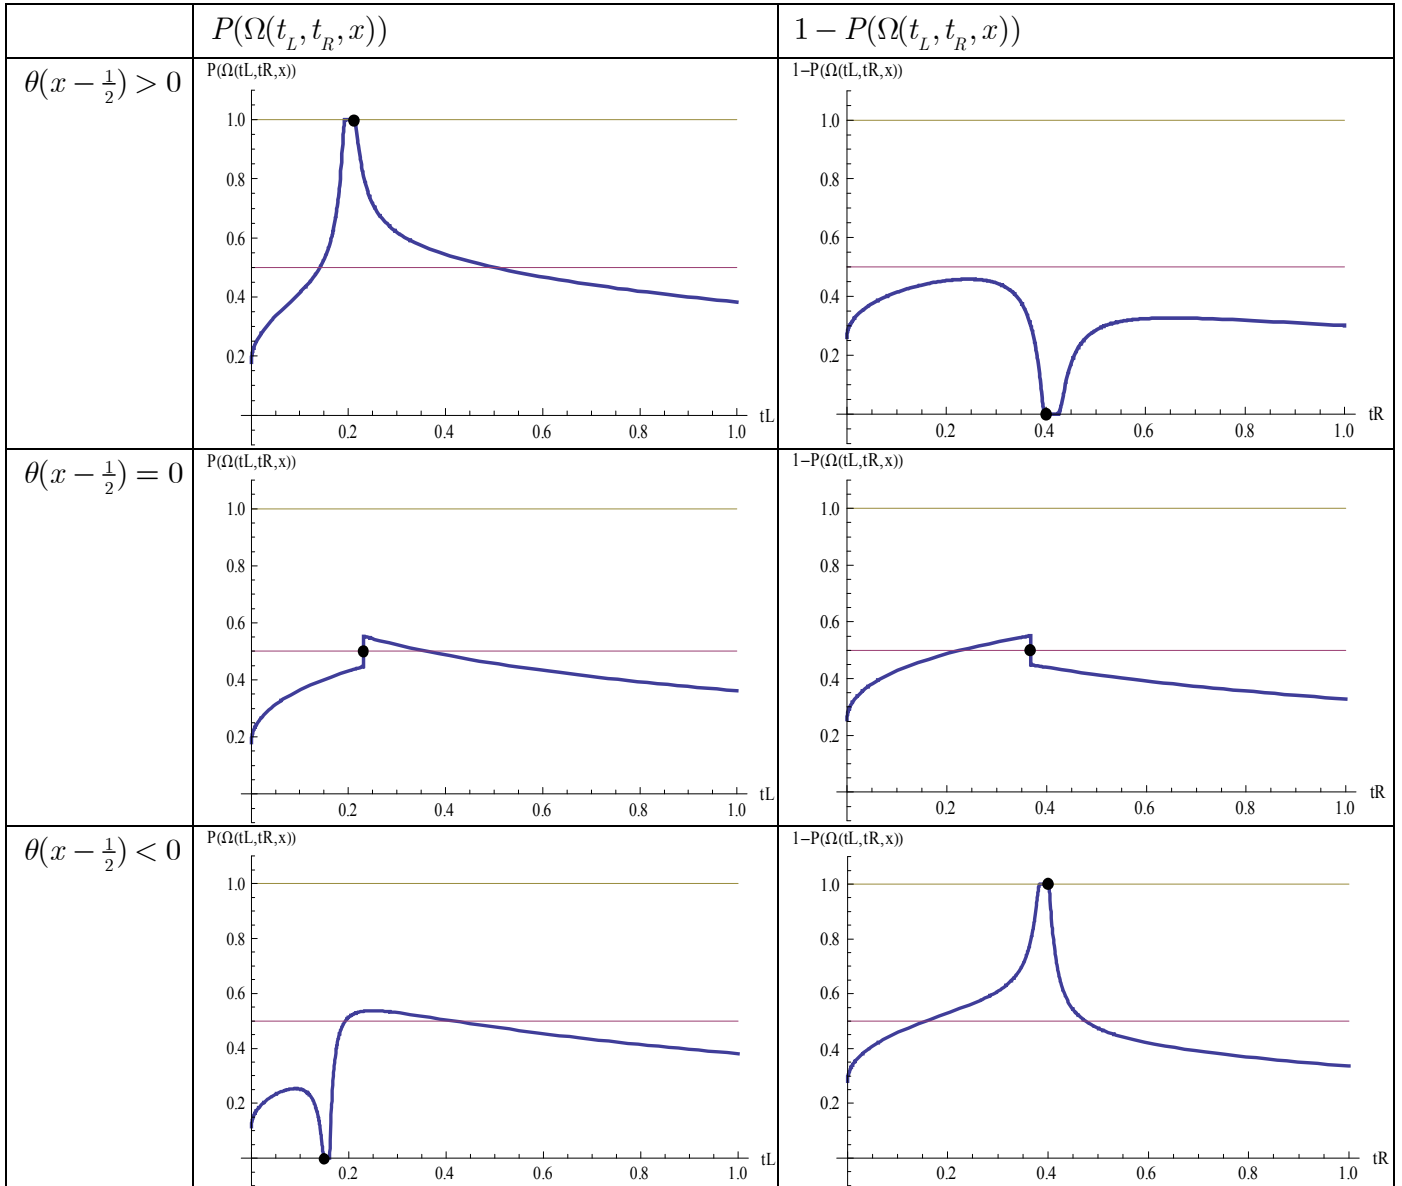 P(Ω(t_L, t_R, x))
1 − P(Ω(t_L, t_R, x))
θ(x − 1/2) > 0
P(Ω(tL,tR,x))
1.0
0.8
0.6
0.4
0.2
0.2 0.4 0.6 0.8 1.0 tL
1−P(Ω(tL,tR,x))
1.0
0.8
0.6
0.4
0.2
0.2 0.4 0.6 0.8 1.0 tR
θ(x − 1/2) = 0
P(Ω(tL,tR,x))
1.0
0.8
0.6
0.4
0.2
0.2 0.4 0.6 0.8 1.0 tL
1−P(Ω(tL,tR,x))
1.0
0.8
0.6
0.4
0.2
0.2 0.4 0.6 0.8 1.0 tR
θ(x − 1/2) < 0
P(Ω(tL,tR,x))
1.0
0.8
0.6
0.4
0.2
0.2 0.4 0.6 0.8 1.0 tL
1−P(Ω(tL,tR,x))
1.0
0.8
0.6
0.4
0.2
0.2 0.4 0.6 0.8 1.0 tR